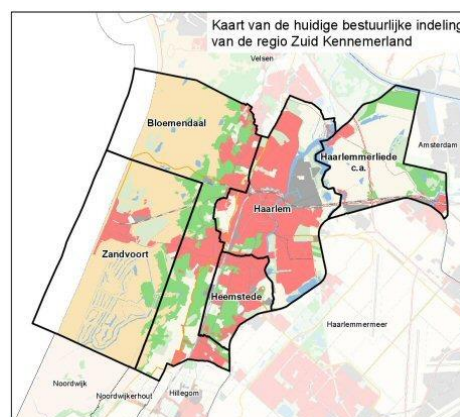 Kaart van de huidige bestuurlijke indeling
van de regio Zuid Kennemerland
Velsen
Bloemendaal
Amsterdam
Haarlemmerliede
c.a.
Haarlem
Zandvoort
Heemstede
Haarlemmermeer
Noordwijk
Noordwijkerhout
Hillegom